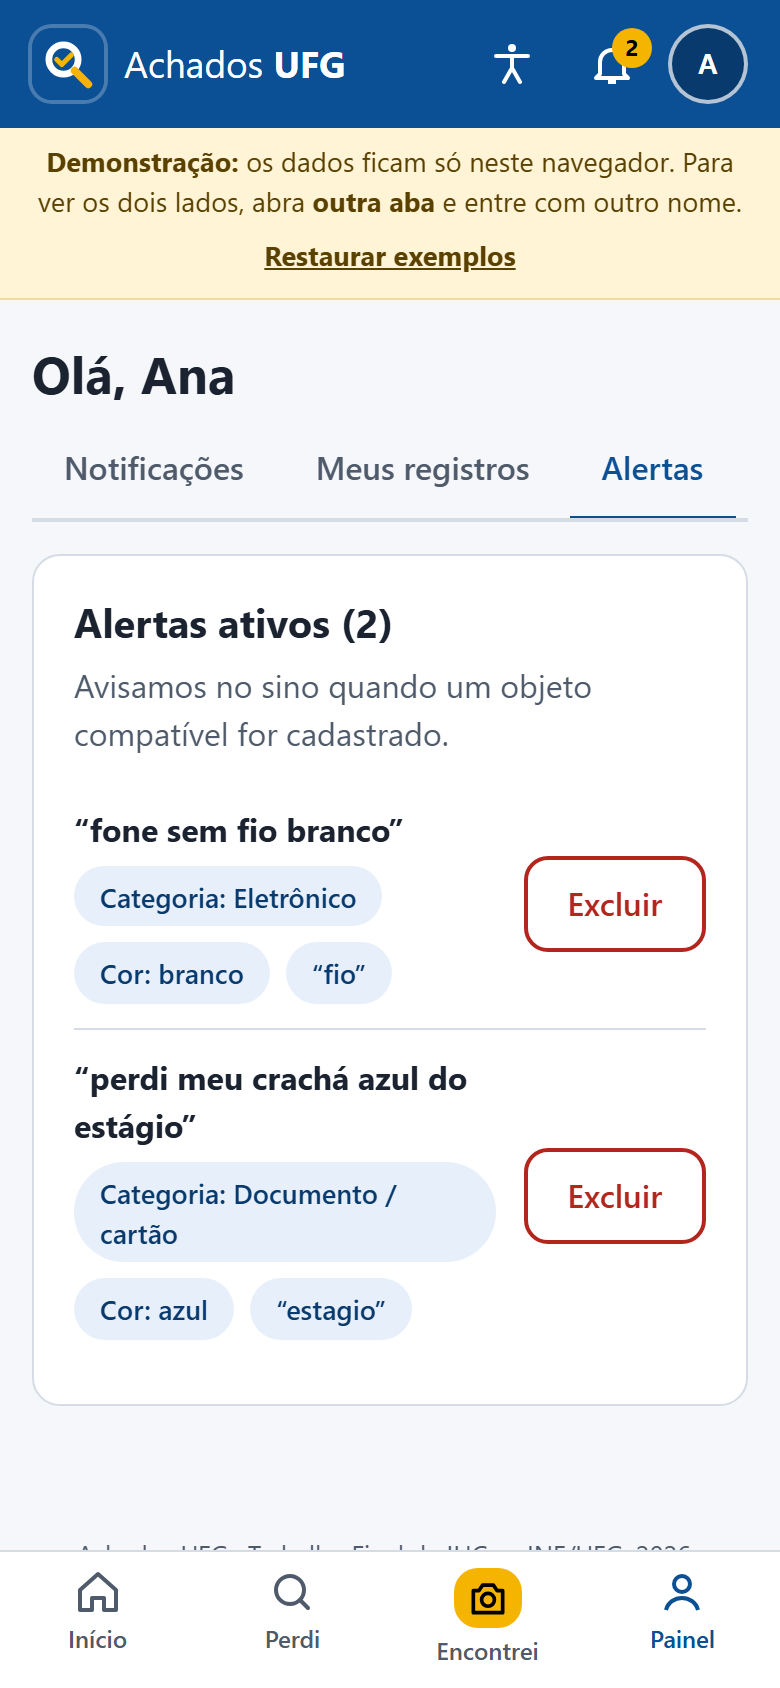 Achados UFG
2
A
Demonstração: os dados ficam só neste navegador. Para
ver os dois lados, abra outra aba e entre com outro nome.
Restaurar exemplos
Olá, Ana
Notificações
Meus registros
Alertas
Alertas ativos (2)
Avisamos no sino quando um objeto
compatível for cadastrado.
“fone sem fio branco”
Categoria: Eletrônico
Cor: branco
“fio”
Excluir
“perdi meu crachá azul do
estágio”
Categoria: Documento /
cartão
Cor: azul
“estagio”
Excluir
Início
Perdi
Encontrei
Painel